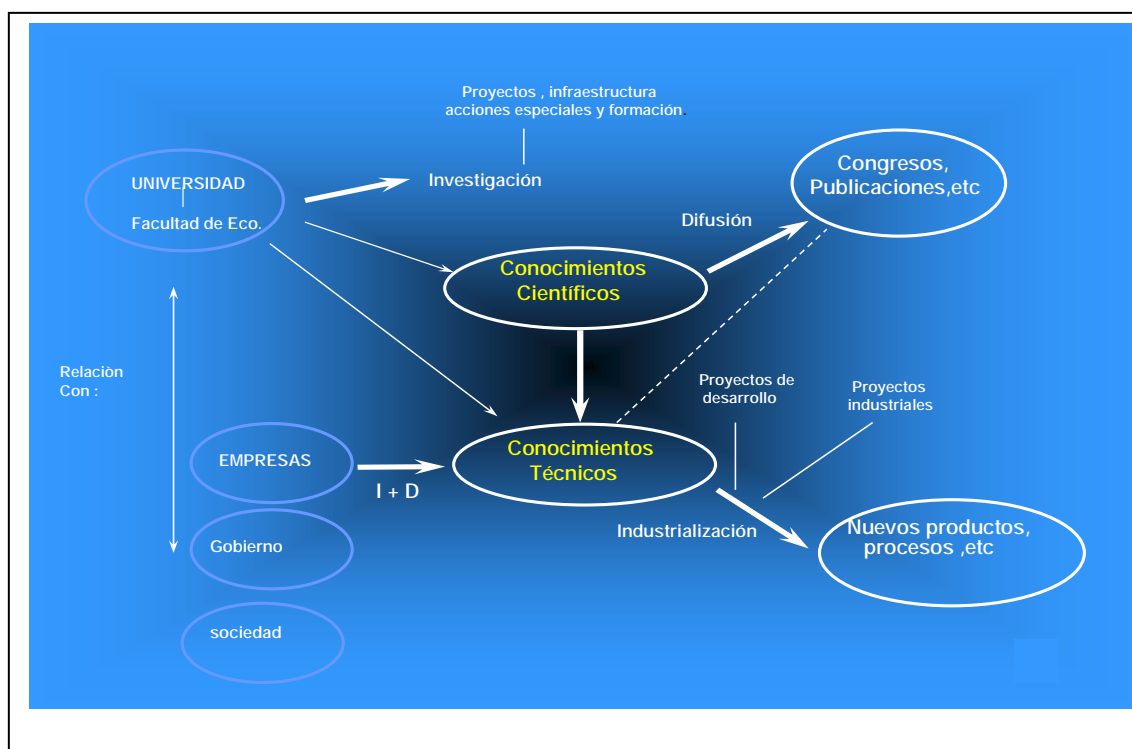 Proyectos , infraestructura
acciones especiales y formación.
UNIVERSIDAD
Facultad de Eco.
Investigación
Congresos,
Publicaciones,etc
Difusión
Conocimientos
Científicos
Relaciòn
Con :
Proyectos de
desarrollo
Proyectos
industriales
EMPRESAS
I + D
Conocimientos
Técnicos
Industrialización
Nuevos productos,
procesos ,etc
Gobierno
sociedad